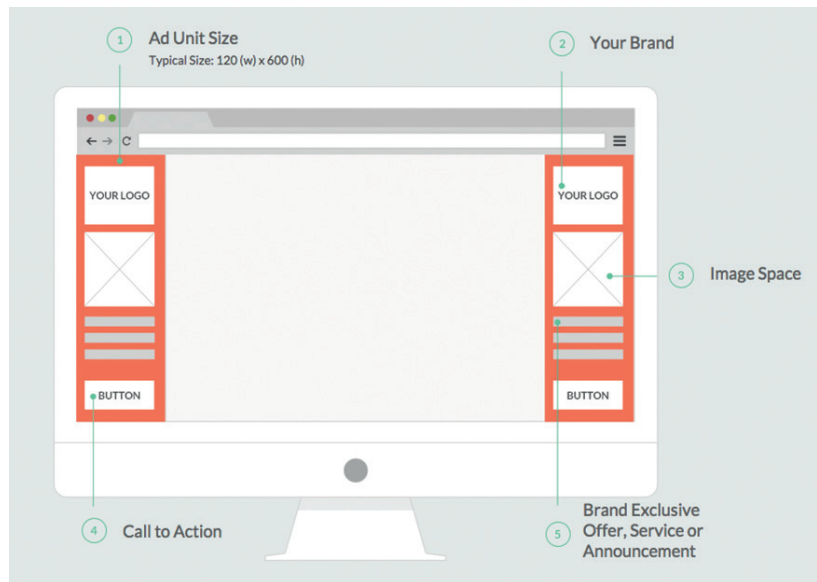 1 Ad Unit Size
Typical Size: 120 (w) x 600 (h)
2 Your Brand
YOUR LOGO
YOUR LOGO
3 Image Space
BUTTON
BUTTON
4 Call to Action
5 Brand Exclusive
Offer, Service or
Announcement